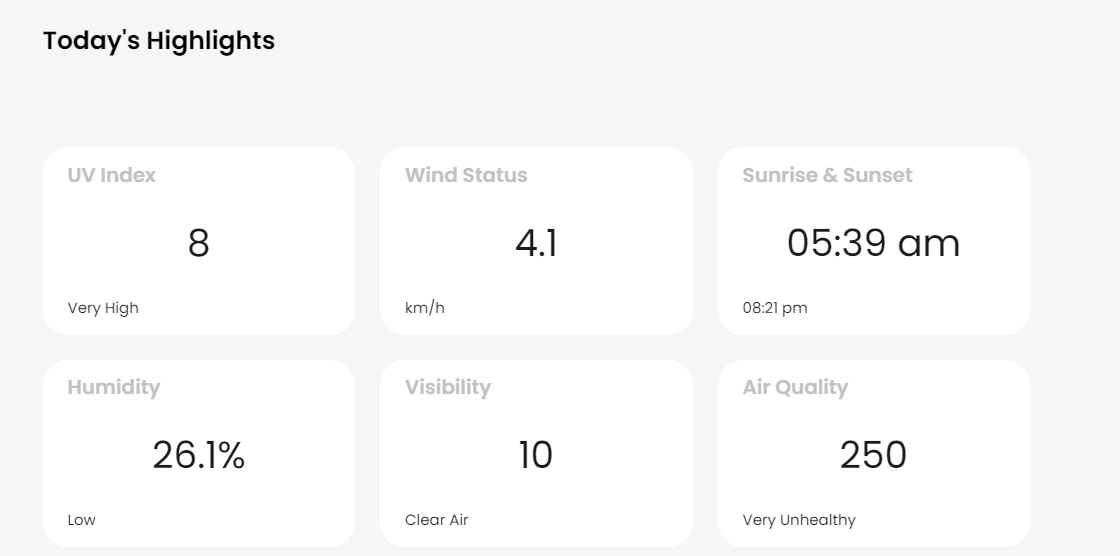 Today's Highlights
UV Index
8
Very High
Wind Status
4.1
km/h
Sunrise & Sunset
05:39 am
08:21 pm
Humidity
26.1%
Low
Visibility
10
Clear Air
Air Quality
250
Very Unhealthy